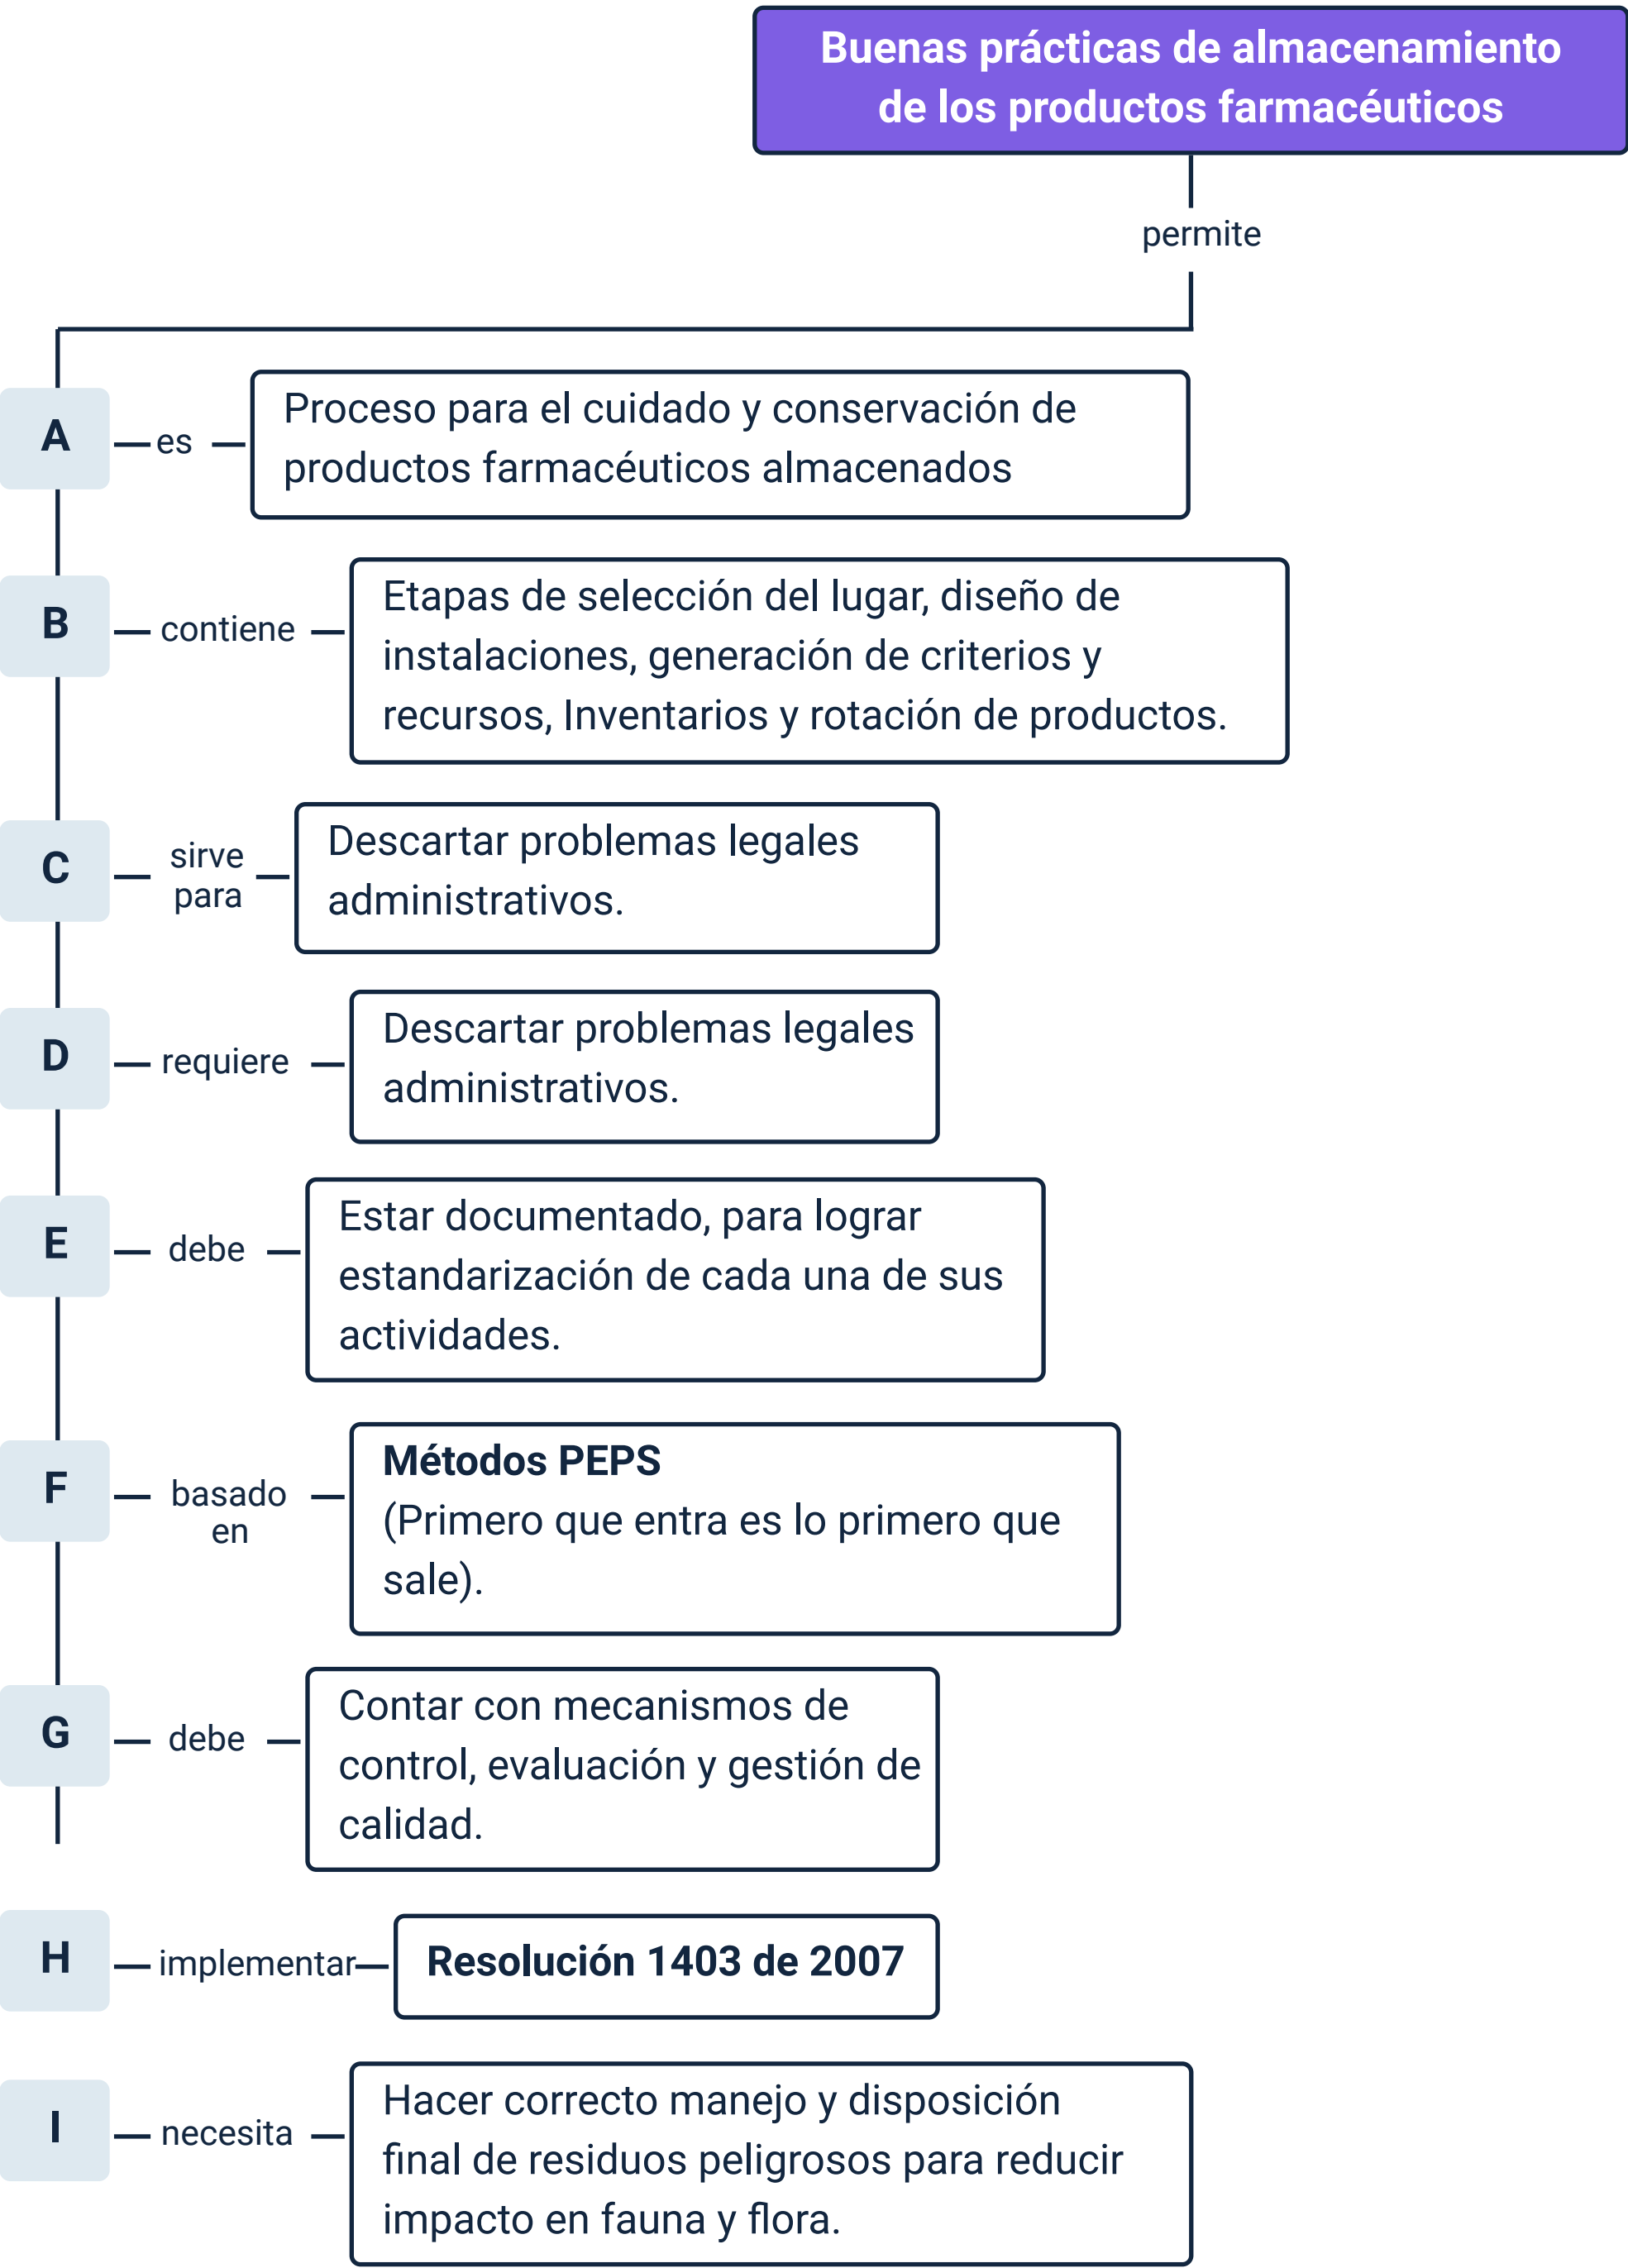 Buenas prácticas de almacenamiento
de los productos farmacéuticos
permite
A
es
Proceso para el cuidado y conservación de
productos farmacéuticos almacenados
B
contiene
Etapas de selección del lugar, diseño de
instalaciones, generación de criterios y
recursos, Inventarios y rotación de productos.
C
sirve
para
Descartar problemas legales
administrativos.
D
requiere
Descartar problemas legales
administrativos.
E
debe
Estar documentado, para lograr
estandarización de cada una de sus
actividades.
F
basado
en
Métodos PEPS
(Primero que entra es lo primero que
sale).
G
debe
Contar con mecanismos de
control, evaluación y gestión de
calidad.
H
implementar
Resolución 1403 de 2007
I
necesita
Hacer correcto manejo y disposición
final de residuos peligrosos para reducir
impacto en fauna y flora.